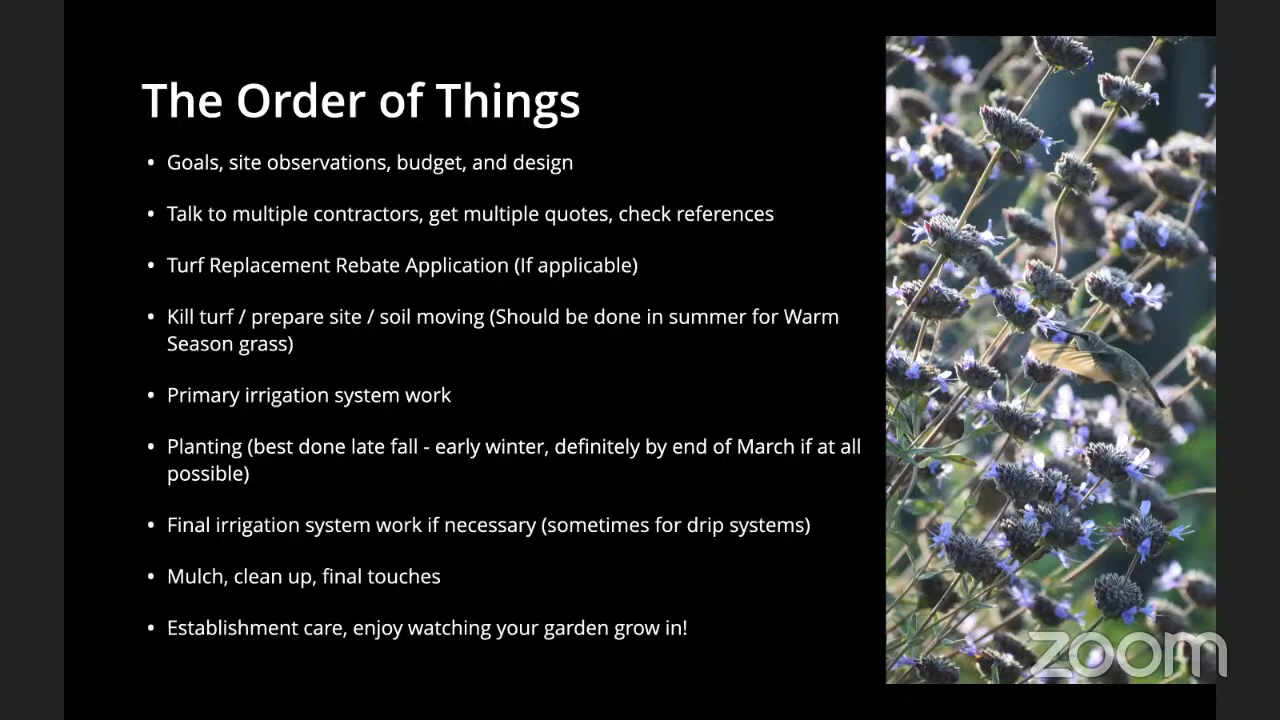 The Order of Things
• Goals, site observations, budget, and design
• Talk to multiple contractors, get multiple quotes, check references
• Turf Replacement Rebate Application (If applicable)
• Kill turf / prepare site / soil moving (Should be done in summer for Warm
Season grass)
• Primary irrigation system work
• Planting (best done late fall - early winter, definitely by end of March if at all
possible)
• Final irrigation system work if necessary (sometimes for drip systems)
• Mulch, clean up, final touches
• Establishment care, enjoy watching your garden grow in!
zoom